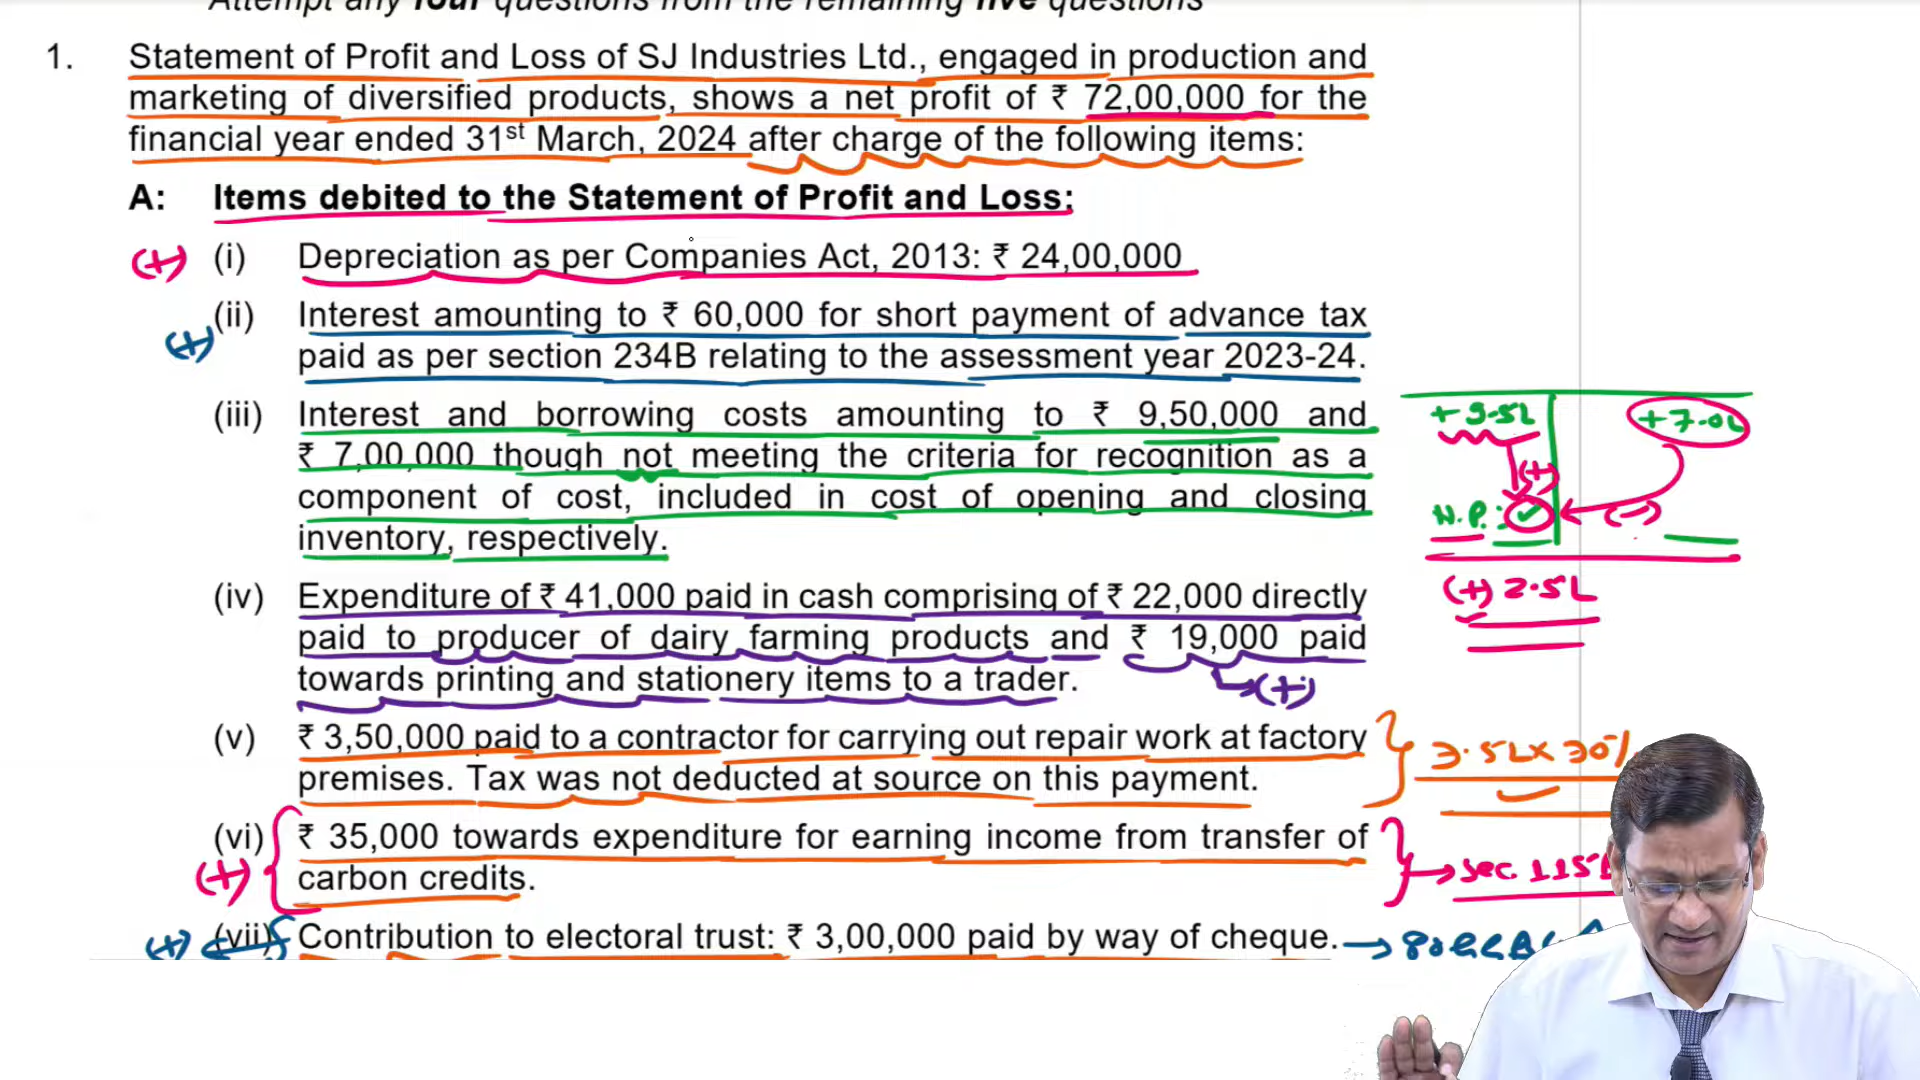 Attempt any four questions from the remaining five questions
1. Statement of Profit and Loss of SJ Industries Ltd., engaged in production and
marketing of diversified products, shows a net profit of ₹ 72,00,000 for the
financial year ended 31st March, 2024 after charge of the following items:
A: Items debited to the Statement of Profit and Loss:
(+) (i) Depreciation as per Companies Act, 2013: ₹ 24,00,000
(+) (ii) Interest amounting to ₹ 60,000 for short payment of advance tax
paid as per section 234B relating to the assessment year 2023-24.
(iii) Interest and borrowing costs amounting to ₹ 9,50,000 and
₹ 7,00,000 though not meeting the criteria for recognition as a
component of cost, included in cost of opening and closing
inventory, respectively.
+ 9.5L
+7.0L
(+)
N.P.: ✓ (-)
(+) 2.5L
(iv) Expenditure of ₹ 41,000 paid in cash comprising of ₹ 22,000 directly
paid to producer of dairy farming products and ₹ 19,000 paid
towards printing and stationery items to a trader.
(+)
(v) ₹ 3,50,000 paid to a contractor for carrying out repair work at factory
premises. Tax was not deducted at source on this payment.
3.5L x 30%
(vi) ₹ 35,000 towards expenditure for earning income from transfer of
carbon credits.
(+)
Sec 115
(+) (vii) Contribution to electoral trust: ₹ 3,00,000 paid by way of cheque.